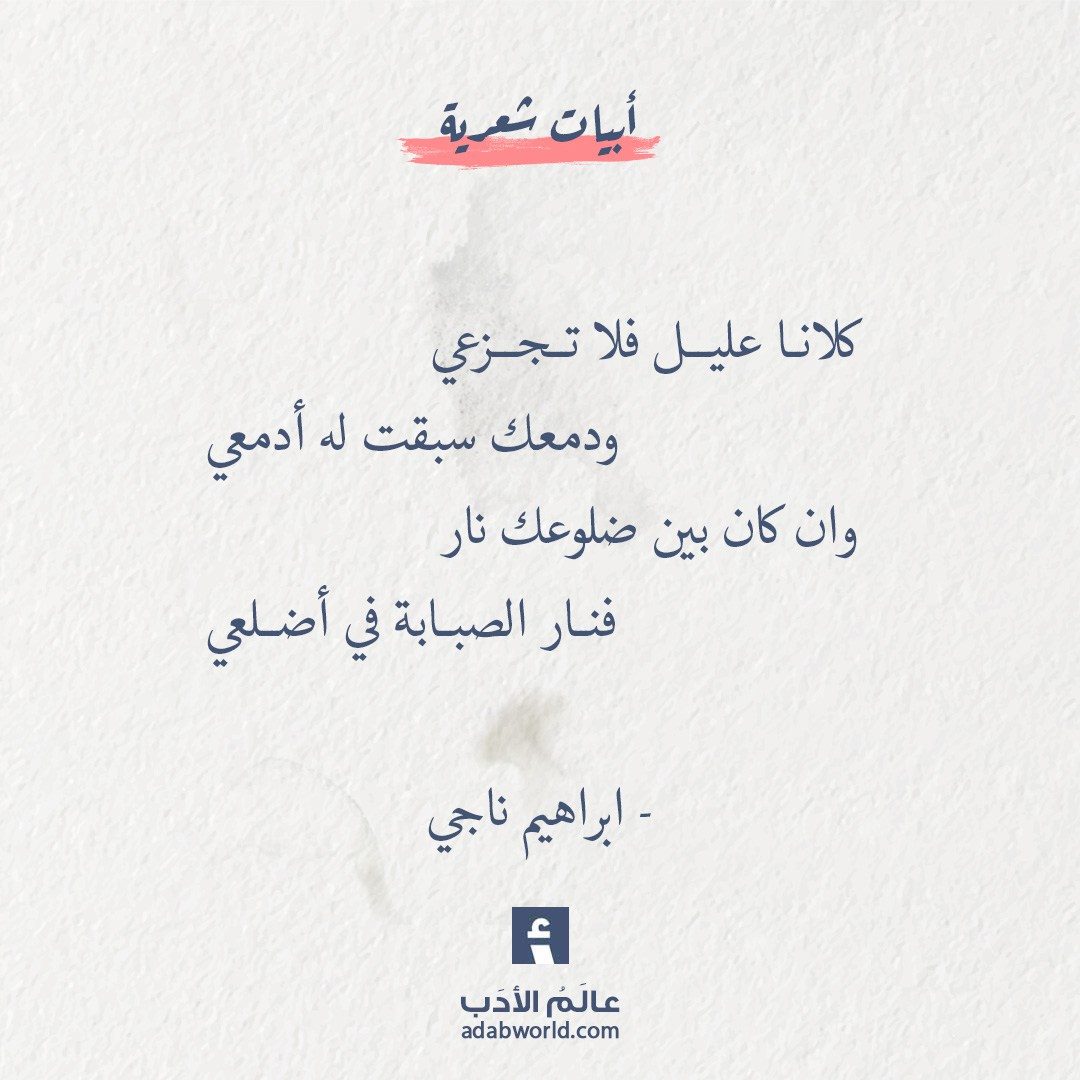 أبيات شعرية
كلانا عليل فلا تجزعي
ودمعك سبقت له أدمعي
وان كان بين ضلوعك نار
فنار الصبابة في أضلعي
- ابراهيم ناجي
أ
عالَمُ الأدَب
adabworld.com